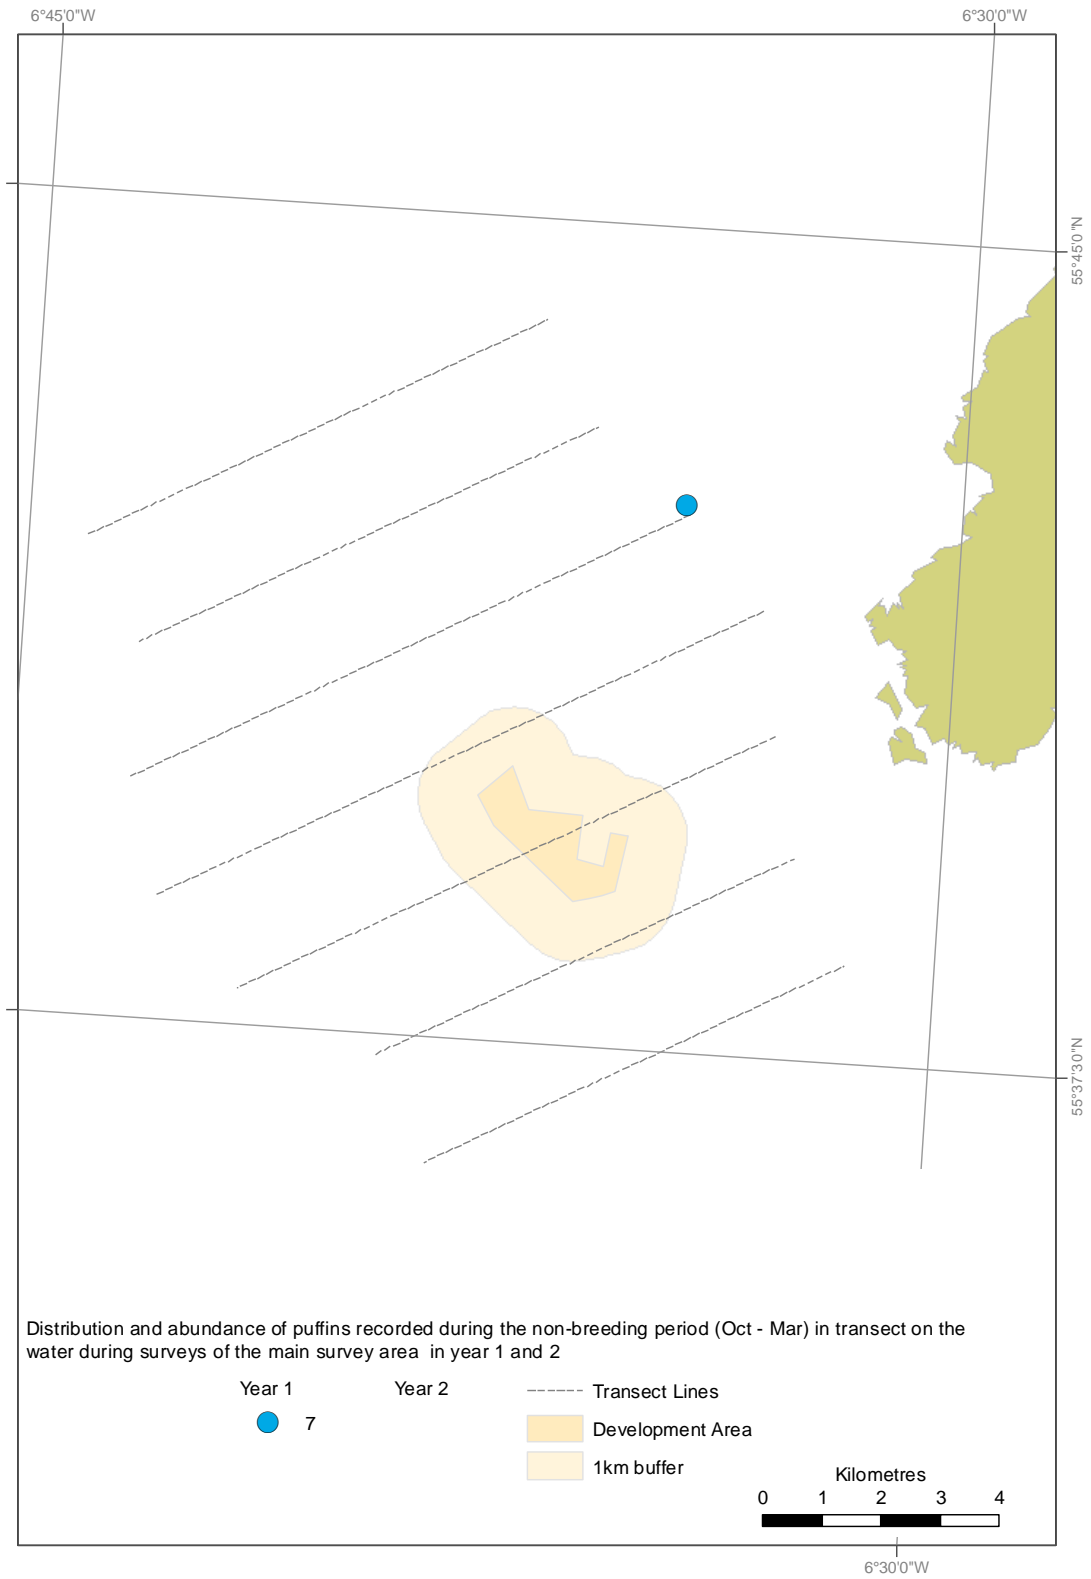 6°45'0"W
6°30'0"W
55°45'0"N
55°37'30"N
Distribution and abundance of puffins recorded during the non-breeding period (Oct - Mar) in transect on the
water during surveys of the main survey area in year 1 and 2
Year 1
Year 2
7
Transect Lines
Development Area
1km buffer
Kilometres
0 1 2 3 4
6°30'0"W